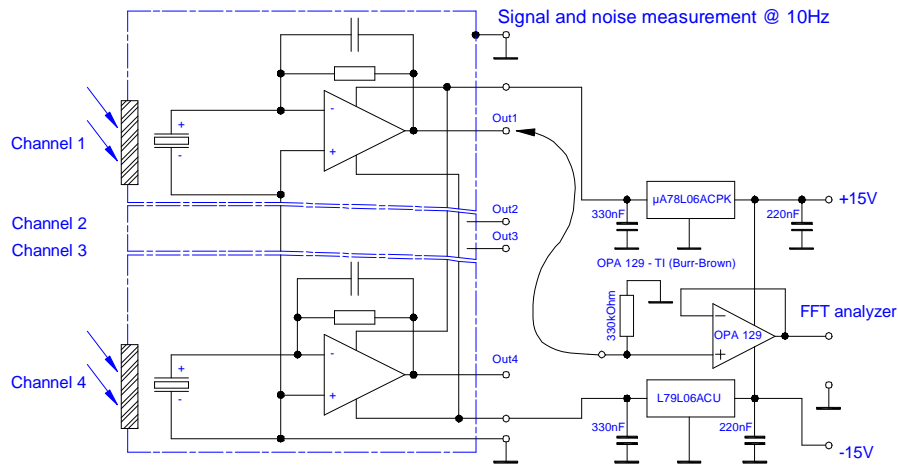 Signal and noise measurement @ 10Hz
Channel 1
+
-
-
+
Out1
330nF
µA78L06ACPK
220nF
+15V
Channel 2
Out2
Channel 3
Out3
OPA 129 - TI (Burr-Brown)
330kOhm
FFT analyzer
OPA 129
−
+
Channel 4
+
-
-
+
Out4
L79L06ACU
330nF
220nF
-15V